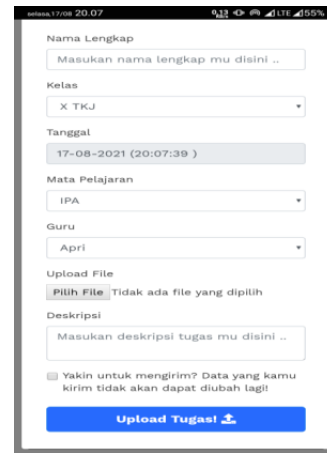 selasa,17/08 20.07
LTE 55%
Nama Lengkap
Masukan nama lengkap mu disini ..
Kelas
X TKJ
Tanggal
17-08-2021 (20:07:39 )
Mata Pelajaran
IPA
Guru
Apri
Upload File
Pilih File Tidak ada file yang dipilih
Deskripsi
Masukan deskripsi tugas mu disini ..
Yakin untuk mengirim? Data yang kamu
kirim tidak akan dapat diubah lagi!
Upload Tugas!